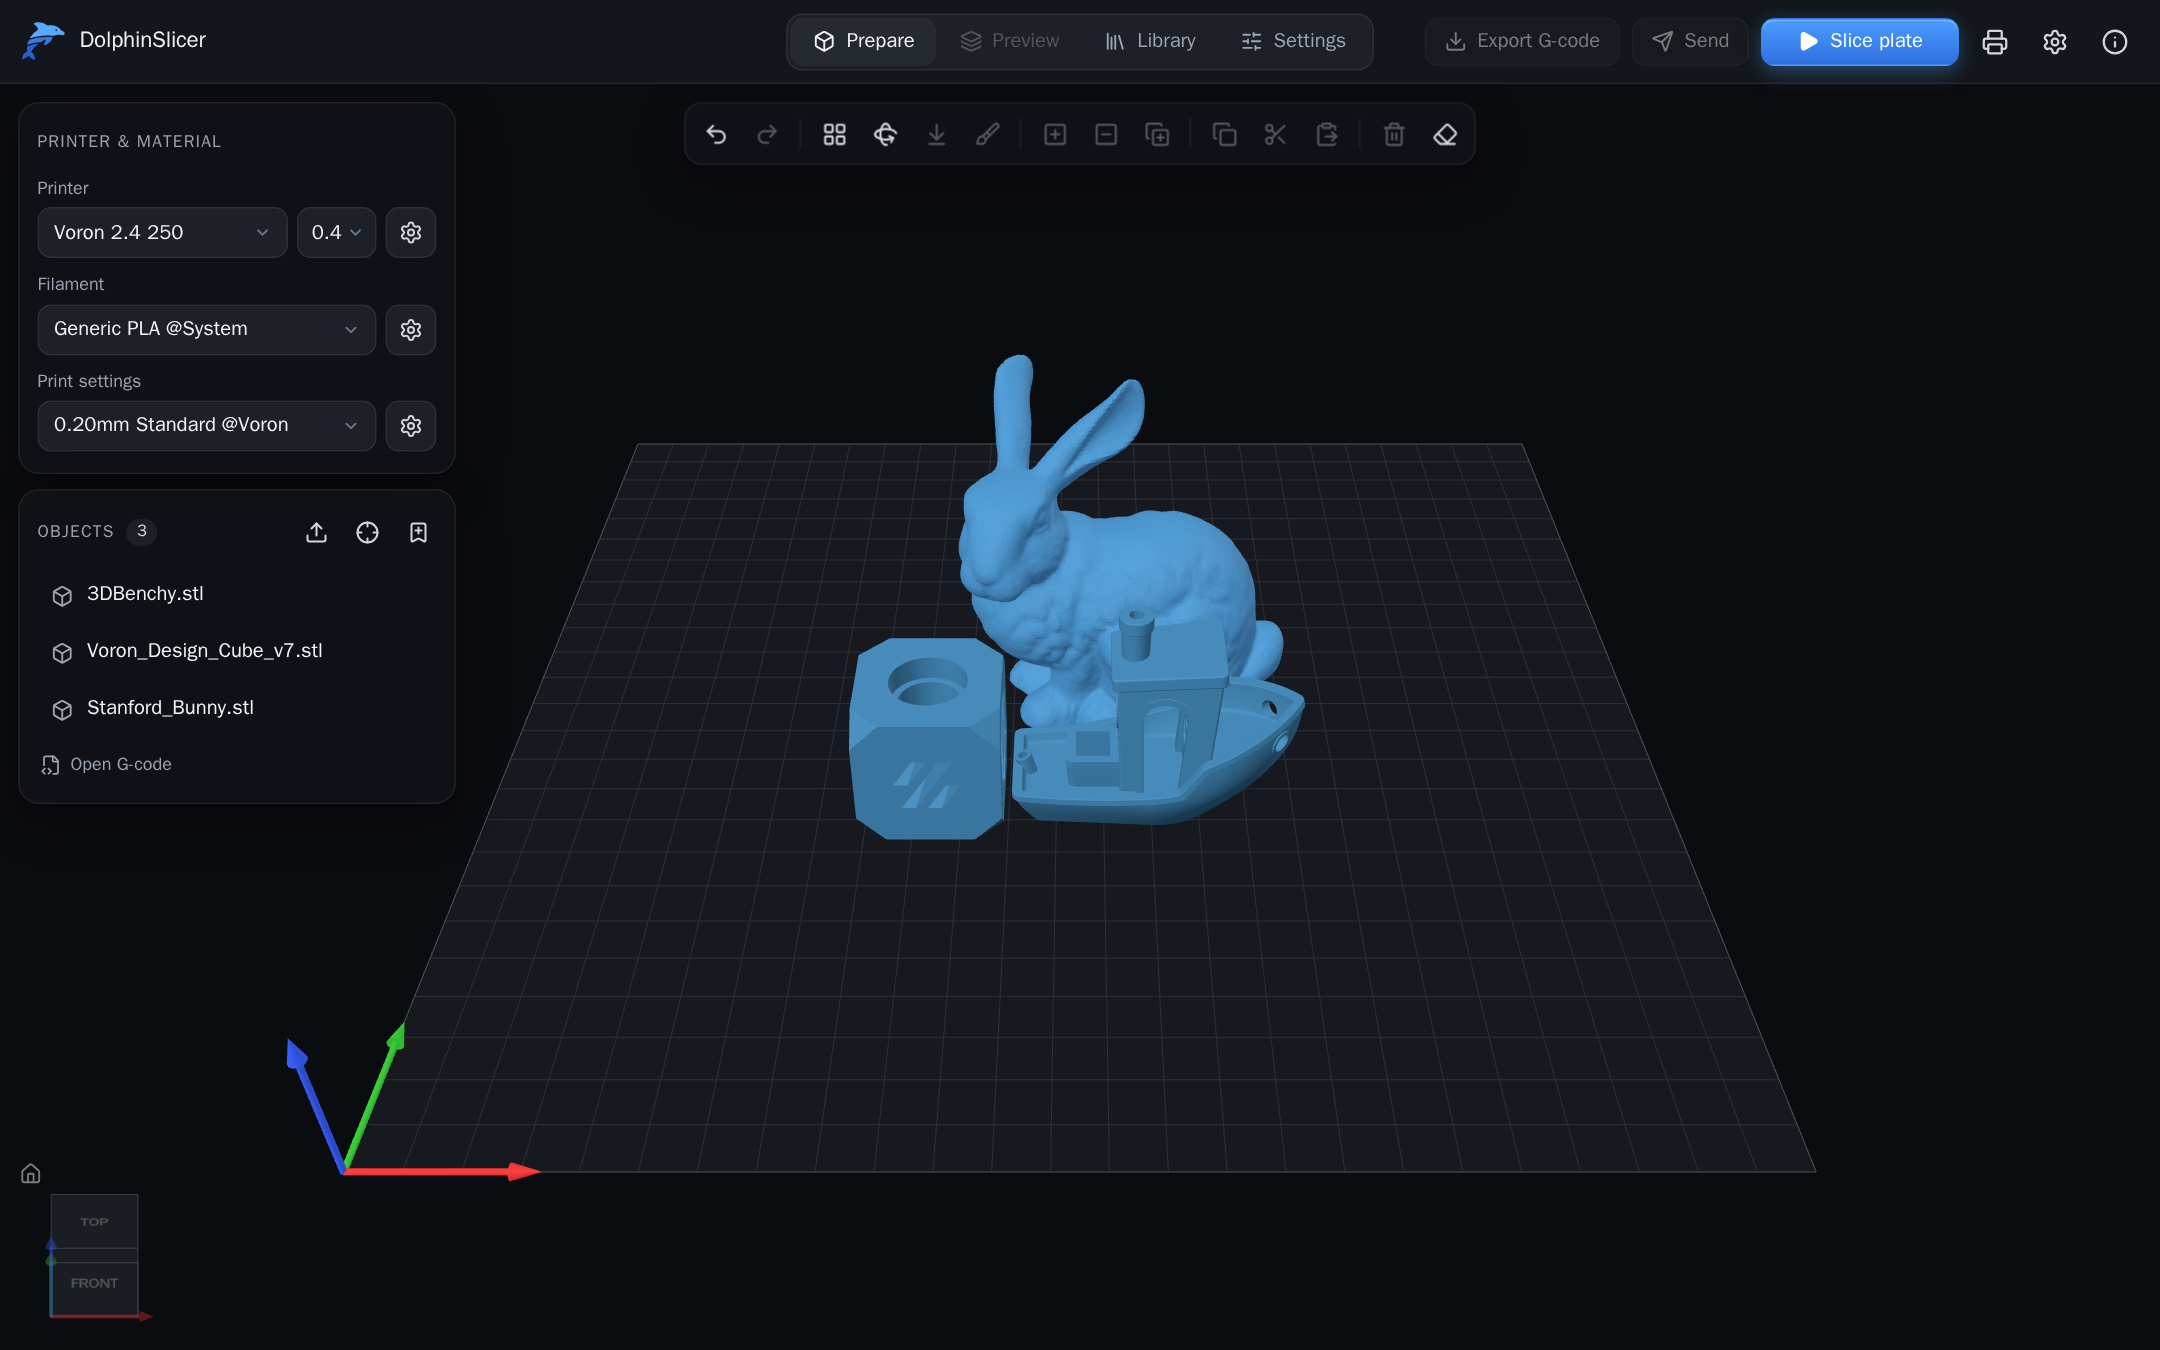 DolphinSlicer
Prepare
Preview
Library
Settings
Export G-code
Send
Slice plate
PRINTER & MATERIAL
Printer
Voron 2.4 250
0.4
Filament
Generic PLA @System
Print settings
0.20mm Standard @Voron
OBJECTS 3
3DBenchy.stl
Voron_Design_Cube_v7.stl
Stanford_Bunny.stl
Open G-code
TOP
FRONT